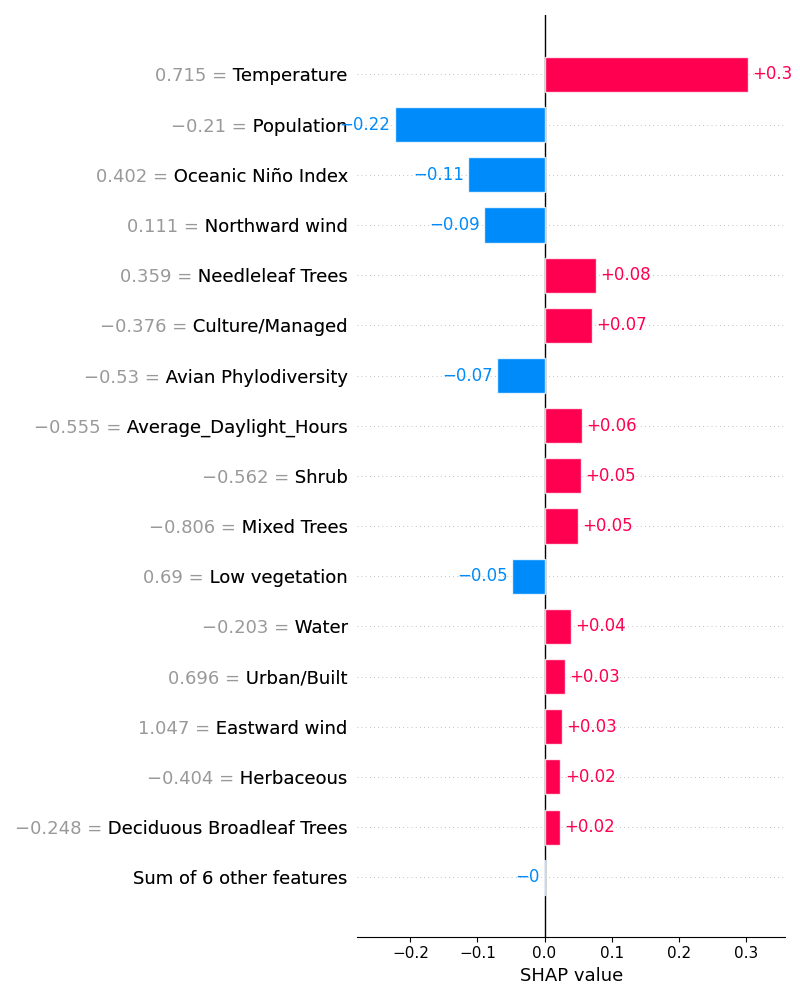 0.715 = Temperature +0.3
−0.21 = Population −0.22
0.402 = Oceanic Niño Index −0.11
0.111 = Northward wind −0.09
0.359 = Needleleaf Trees +0.08
−0.376 = Culture/Managed +0.07
−0.53 = Avian Phylodiversity −0.07
−0.555 = Average_Daylight_Hours +0.06
−0.562 = Shrub +0.05
−0.806 = Mixed Trees +0.05
0.69 = Low vegetation −0.05
−0.203 = Water +0.04
0.696 = Urban/Built +0.03
1.047 = Eastward wind +0.03
−0.404 = Herbaceous +0.02
−0.248 = Deciduous Broadleaf Trees +0.02
Sum of 6 other features −0
−0.2 −0.1 0.0 0.1 0.2 0.3
SHAP value